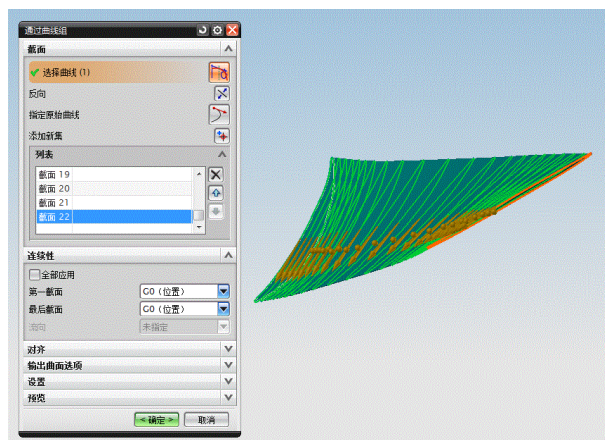 通过曲线组
截面
选择曲线 (1)
反向
指定原始曲线
添加新集
列表
截面 19
截面 20
截面 21
截面 22
连续性
全部应用
第一截面 G0 (位置)
最后截面 G0 (位置)
流向 未指定
对齐
输出曲面选项
设置
预览
< 确定 > 取消